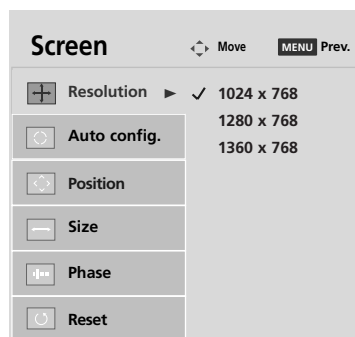 Screen Move MENU Prev.
Resolution ► ✓ 1024 x 768
1280 x 768
1360 x 768
Auto config.
Position
Size
Phase
Reset